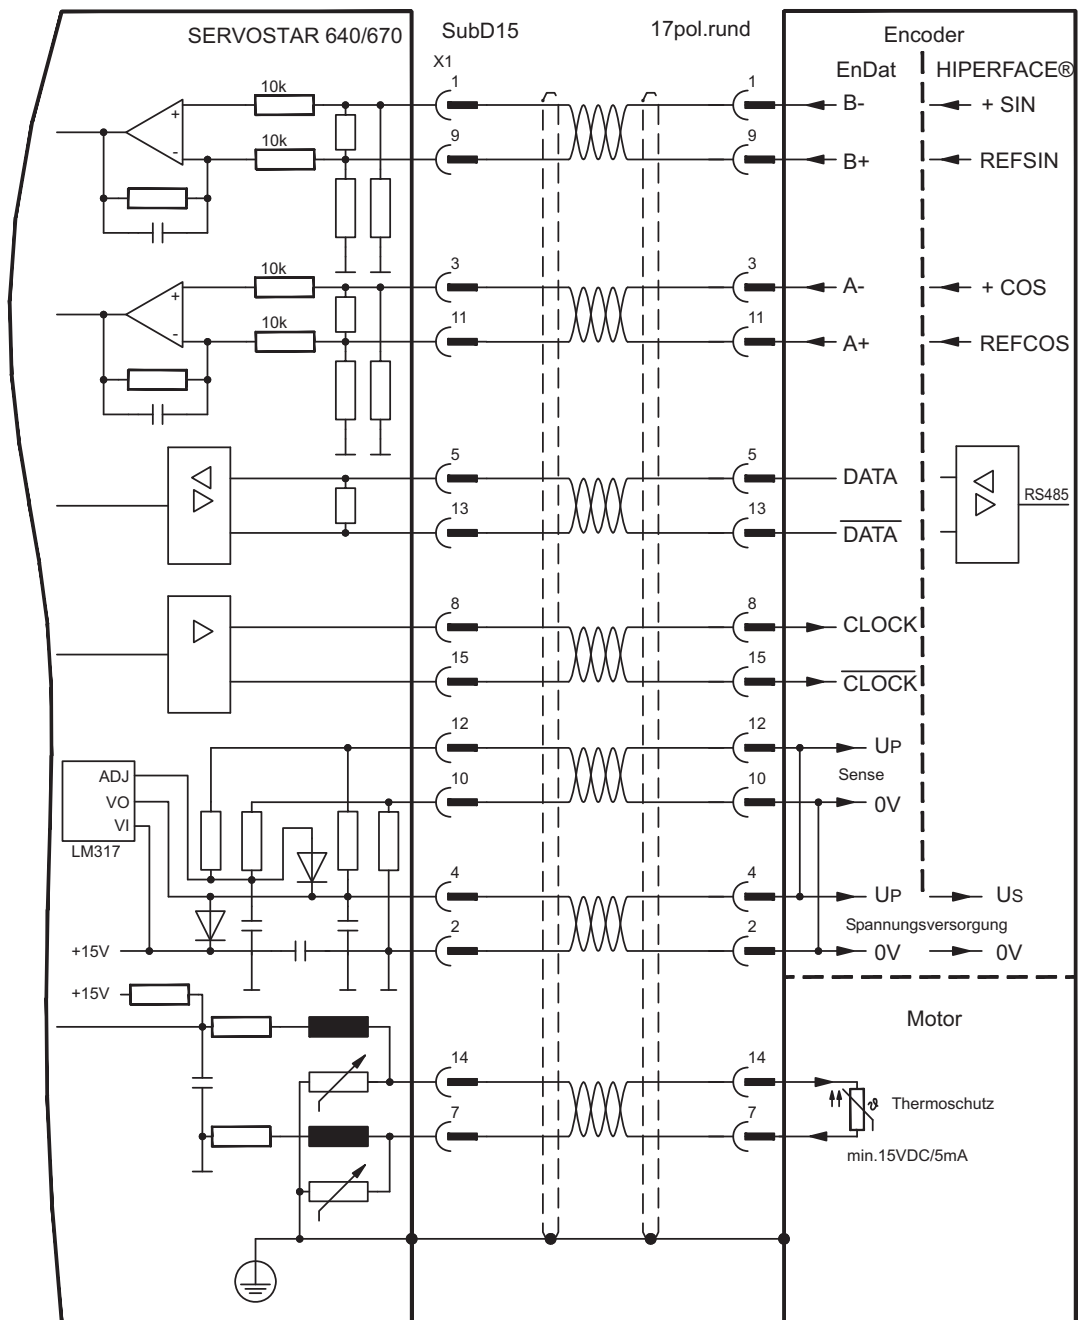 SERVOSTAR 640/670 SubD15 17pol.rund Encoder
X1 EnDat HIPERFACE®
10k 1 1 B- + SIN
+
-
10k 9 9 B+ REFSIN
10k 3 3 A- + COS
+
-
10k 11 11 A+ REFCOS
5 5 DATA
RS485
13 13 DATA
8 8 CLOCK
15 15 CLOCK
12 12 UP
ADJ Sense
VO 10 10 0V
VI
LM317
4 4 UP US
Spannungsversorgung
+15V 2 2 0V 0V
+15V
Motor
14 14
ϑ Thermoschutz
7 7
min.15VDC/5mA